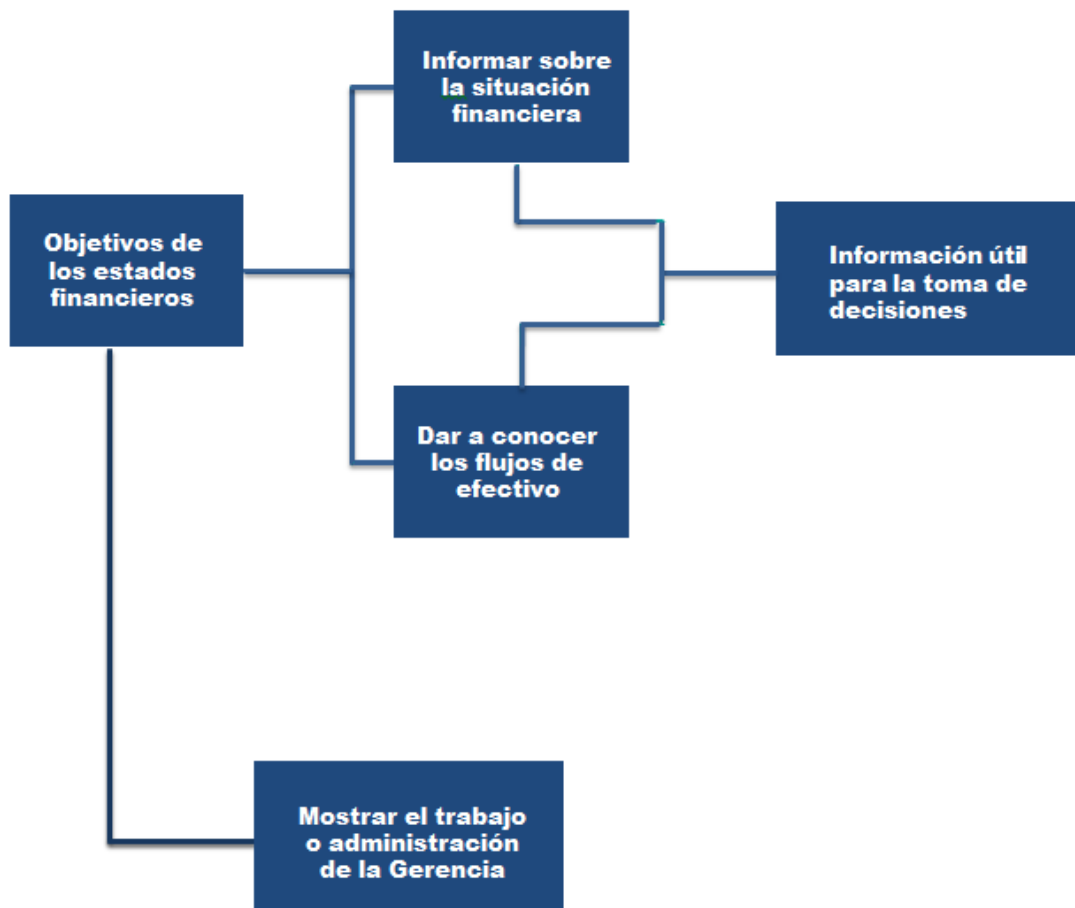 Informar sobre
la situación
financiera
Objetivos de
los estados
financieros
Información útil
para la toma de
decisiones
Dar a conocer
los flujos de
efectivo
Mostrar el trabajo
o administración
de la Gerencia